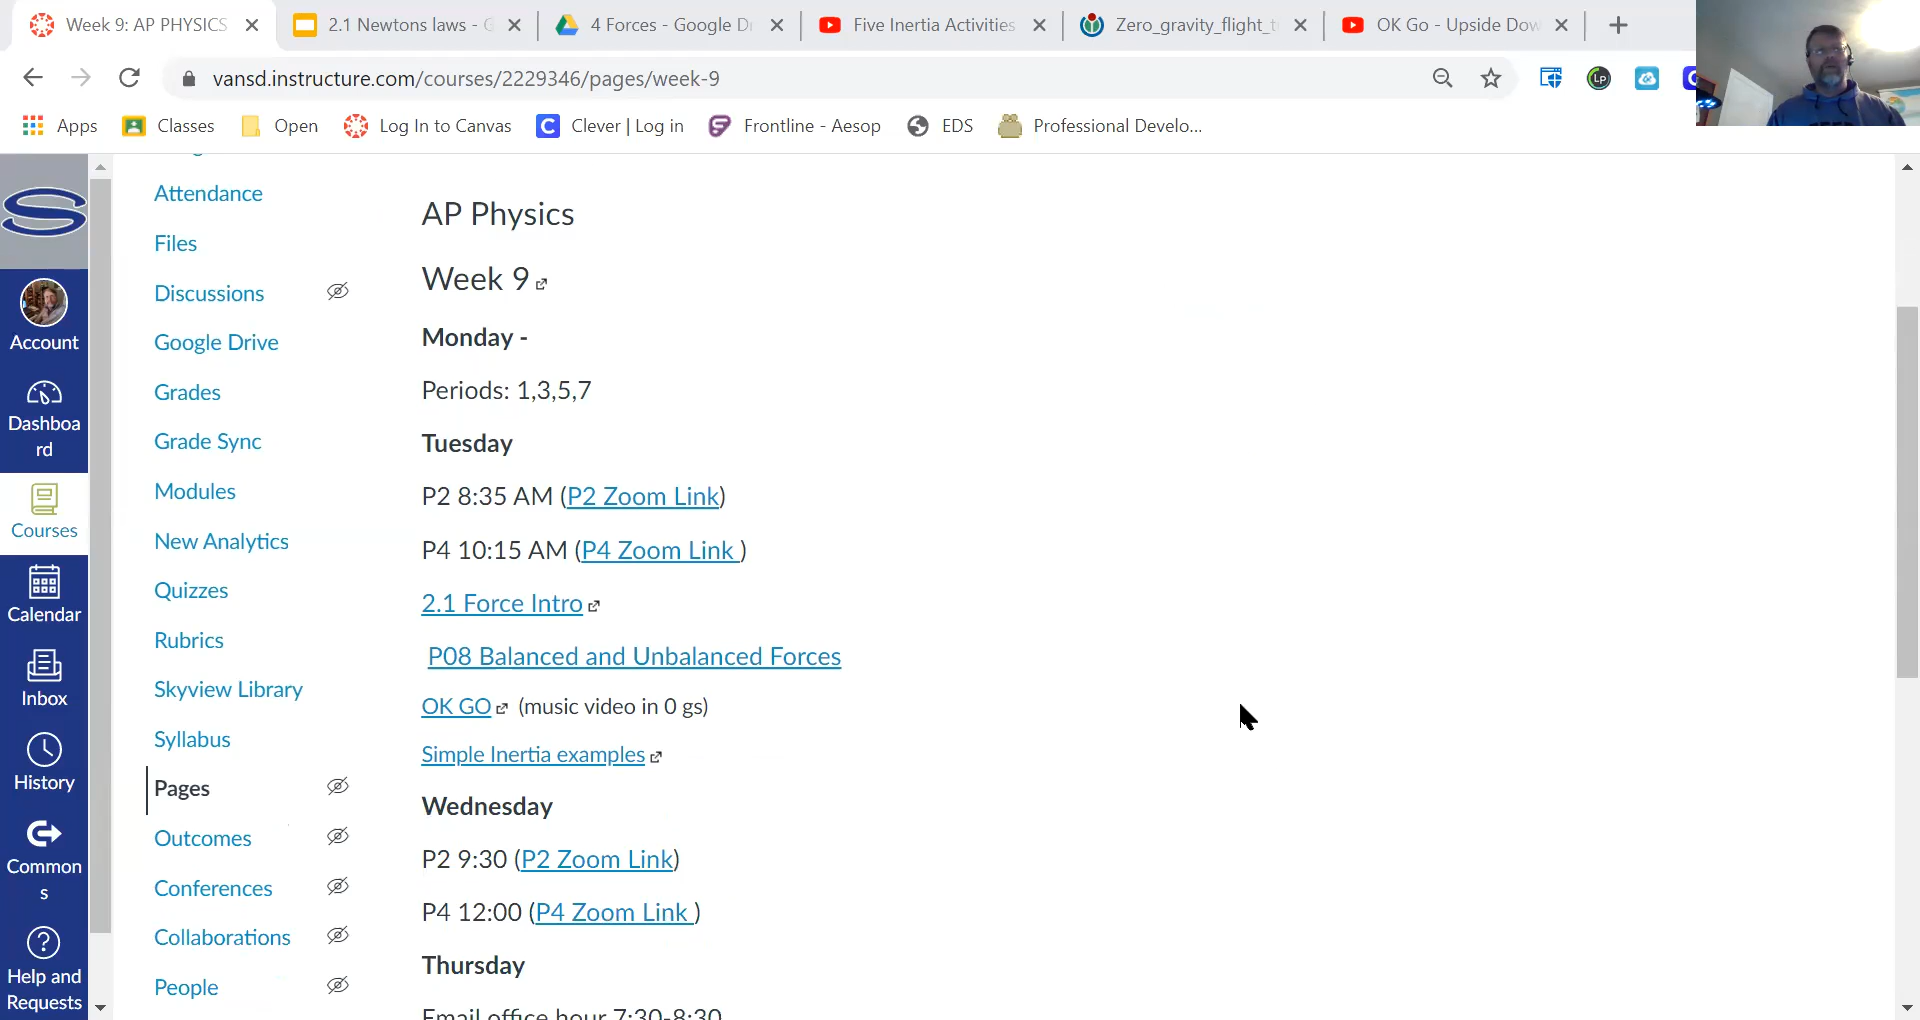 Week 9: AP PHYSICS
2.1 Newtons laws - G
4 Forces - Google Dr
Five Inertia Activities
Zero_gravity_flight_t
OK Go - Upside Dow
vansd.instructure.com/courses/2229346/pages/week-9
LP
Apps
Classes
Open
Log In to Canvas
C
Clever | Log in
Frontline - Aesop
EDS
Professional Develo...
S
Account
Dashboa
rd
Courses
Calendar
Inbox
History
Common
s
Help and
Requests
Attendance
Files
Discussions
Google Drive
Grades
Grade Sync
Modules
New Analytics
Quizzes
Rubrics
Skyview Library
Syllabus
Pages
Outcomes
Conferences
Collaborations
People
AP Physics
Week 9
Monday -
Periods: 1,3,5,7
Tuesday
P2 8:35 AM (P2 Zoom Link)
P4 10:15 AM (P4 Zoom Link )
2.1 Force Intro
P08 Balanced and Unbalanced Forces
OK GO (music video in 0 gs)
Simple Inertia examples
Wednesday
P2 9:30 (P2 Zoom Link)
P4 12:00 (P4 Zoom Link )
Thursday
Email office hour 7:30-8:30